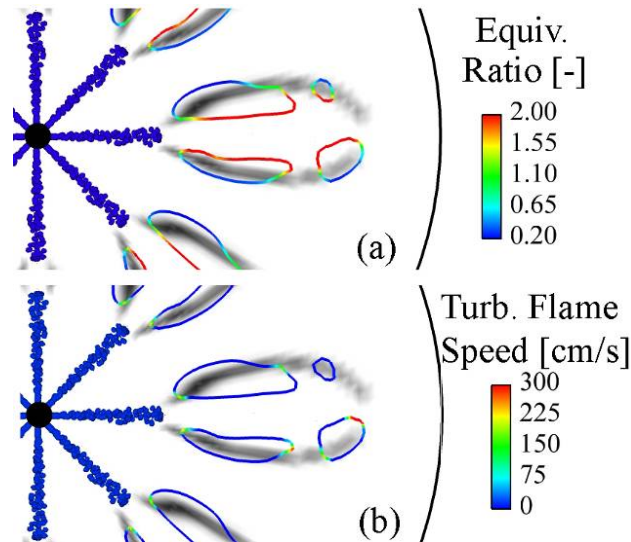 Equiv.
Ratio [-]
2.00
1.55
1.10
0.65
0.20
(a)
Turb. Flame
Speed [cm/s]
300
225
150
75
0
(b)